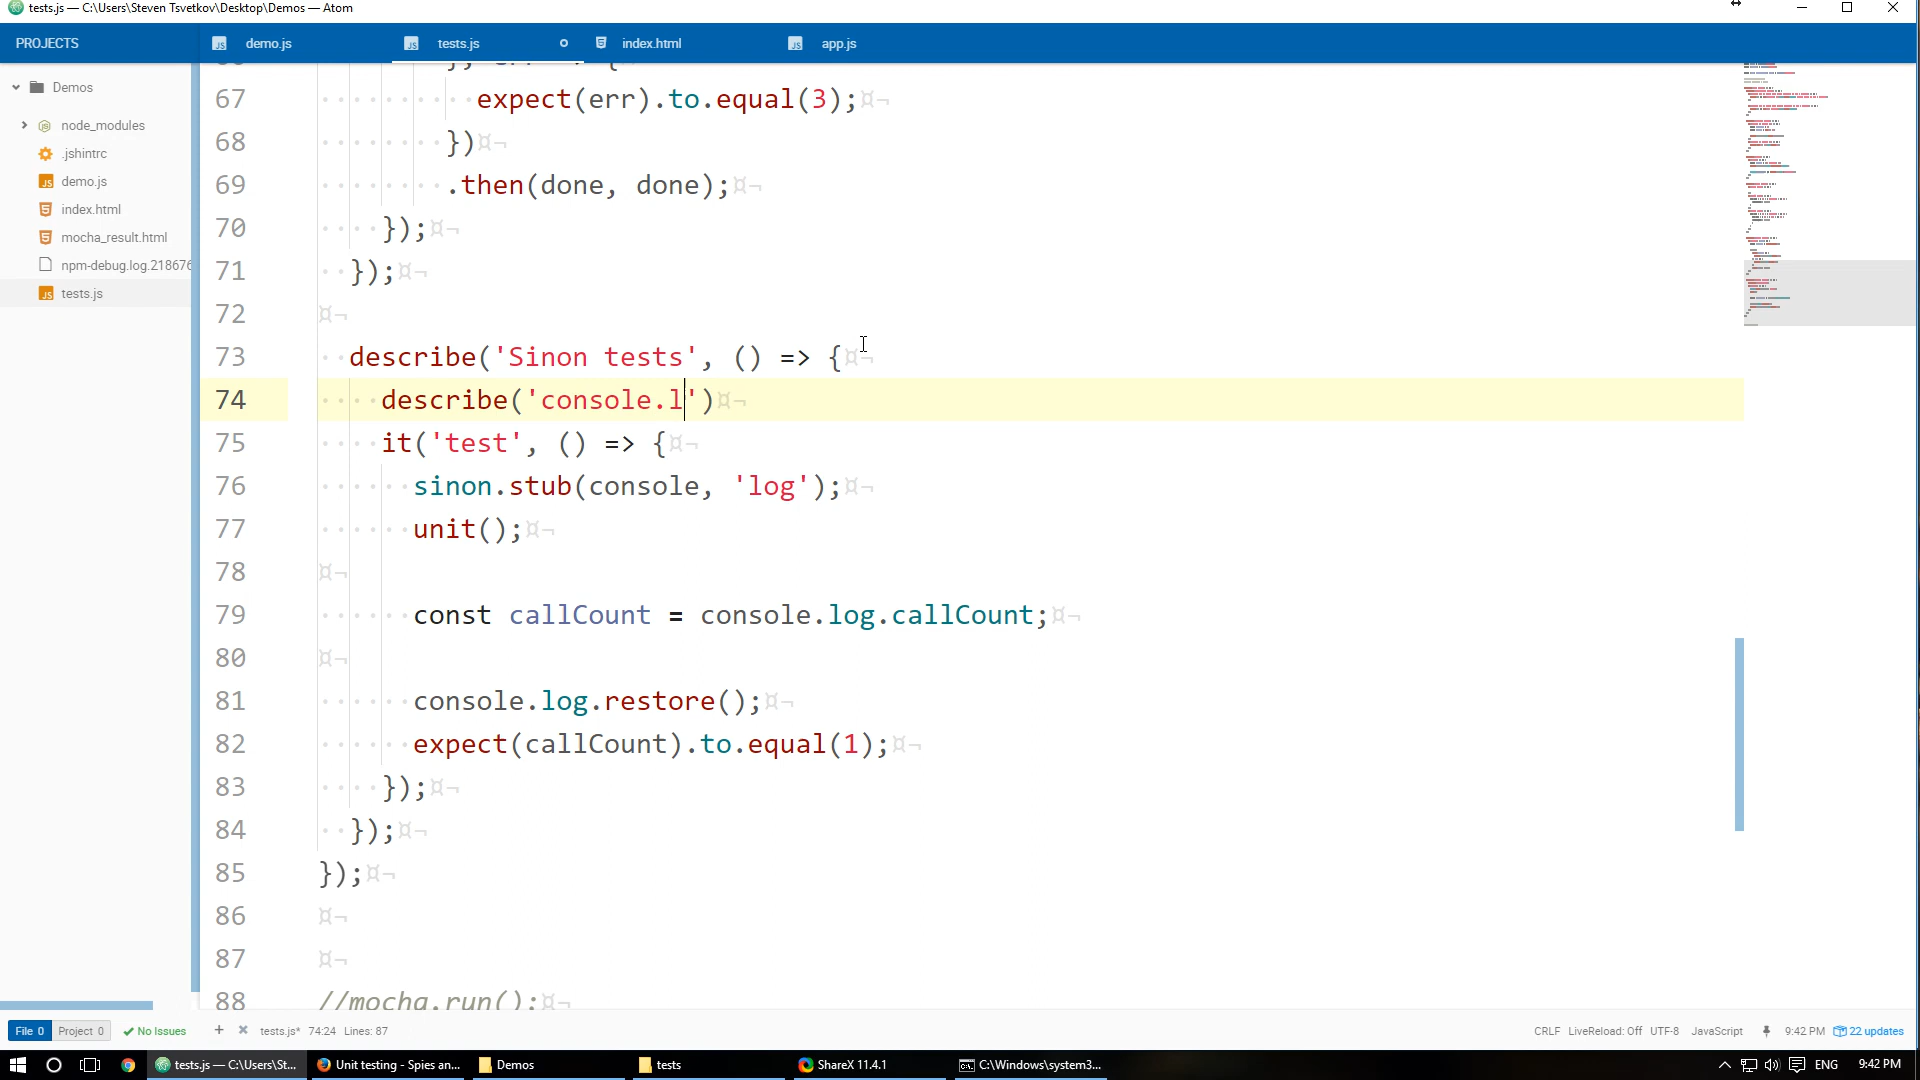 tests.js — C:\Users\Steven Tsvetkov\Desktop\Demos — Atom
PROJECTS
demo.js
tests.js
index.html
app.js
Demos
node_modules
.jshintrc
demo.js
index.html
mocha_result.html
npm-debug.log.218676
tests.js
67 expect(err).to.equal(3);¤¬
68 })¤¬
69 .then(done, done);¤¬
70 });¤¬
71 });¤¬
72 ¤¬
73 describe('Sinon tests', () => {¤¬
74 describe('console.l')¤¬
75 it('test', () => {¤¬
76 sinon.stub(console, 'log');¤¬
77 unit();¤¬
78 ¤¬
79 const callCount = console.log.callCount;¤¬
80 ¤¬
81 console.log.restore();¤¬
82 expect(callCount).to.equal(1);¤¬
83 });¤¬
84 });¤¬
85 });¤¬
86 ¤¬
87 ¤¬
88 //mocha.run();¤¬
File 0 Project 0 No Issues + tests.js* 74:24 Lines: 87 CRLF LiveReload: Off UTF-8 JavaScript 9:42 PM 22 updates
tests.js — C:\Users\St... Unit testing - Spies an... Demos tests ShareX 11.4.1 C:\Windows\system3... ENG 9:42 PM